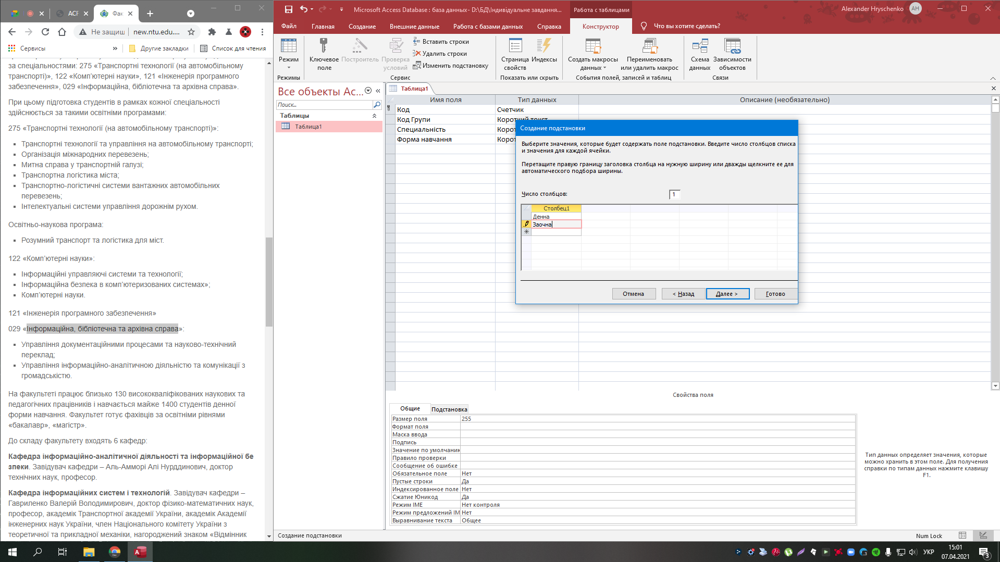 ACF
Фак
Не защищ
new.ntu.edu....
Сервисы
»
Другие закладки
Список для чтения
за спеціальностями: 275 «Транспортні технології (на автомобільному
транспорті)», 122 «Комп’ютерні науки», 121 «Інженерія програмного
забезпечення», 029 «Інформаційна, бібліотечна та архівна справа».
При цьому підготовка студентів в рамках кожної спеціальності
здійснюється за такими освітніми програмами:
275 «Транспортні технології (на автомобільному транспорті)»:
Транспортні технології та управління на автомобільному транспорті;
Організація міжнародних перевезень;
Митна справа у транспортній галузі;
Транспортна логістика міста;
Транспортно-логістичні системи вантажних автомобільних
перевезень;
Інтелектуальні системи управління дорожнім рухом.
Освітньо-наукова програма:
Розумний транспорт та логістика для міст.
122 «Комп’ютерні науки»:
Інформаційні управляючі системи та технології;
Інформаційна безпека в комп’ютеризованих системах»;
Комп’ютерні науки.
121 «Інженерія програмного забезпечення»
029 «Інформаційна, бібліотечна та архівна справа»:
Управління документаційними процесами та науково-технічний
переклад;
Управління інформаційно-аналітичною діяльністю та комунікації з
громадськістю.
На факультеті працює близько 130 висококваліфікованих наукових та
педагогічних працівників і навчається майже 1400 студентів денної
форми навчання. Факультет готує фахівців за освітніми рівнями
«бакалавр», «магістр».
До складу факультету входять 6 кафедр:
Кафедра інформаційно-аналітичної діяльності та інформаційної бе
зпеки. Завідувач кафедри – Аль-Амморі Алі Нурддинович, доктор
технічних наук, професор.
Кафедра інформаційних систем і технологій. Завідувач кафедри –
Гавриленко Валерій Володимирович, доктор фізико-математичних наук,
професор, академік Транспортної академії України, академік Академії
інженерних наук України, член Національного комітету України з
теоретичної та прикладної механіки, нагороджений знаком «Відмінник
Microsoft Access Database : база данных- D:\БД\Індивідуальне завдання...
Работа с таблицами
Alexander Hryschenko
AH
Файл
Главная
Создание
Внешние данные
Работа с базами данных
Справка
Конструктор
Что вы хотите сделать?
Режим
Режимы
Ключевое
поле
Построитель
Проверка
условий
Вставить строки
Удалить строки
Изменить подстановку
Сервис
Страница
свойств
Индексы
Показать или скрыть
Создать макросы
данных
Переименовать
или удалить макрос
События полей, записей и таблиц
Схема
данных
Зависимости
объектов
Связи
Все объекты Ac... «
Поиск...
Таблицы
Таблица1
Таблица1
Имя поля Тип данных Описание (необязательно)
Код Счетчик
Код Групи Короткий текст
Специальність Корот
Форма навчання Корот
Создание подстановки
Выберите значения, которые будет содержать поле подстановки. Введите число столбцов списка
и значения для каждой ячейки.
Перетащите правую границу заголовка столбца на нужную ширину или дважды щелкните ее для
автоматического подбора ширины.
Число столбцов: 1
Столбец1
Денна
Заочна
Отмена
< Назад
Далее >
Готово
Свойства поля
Общие
Подстановка
Размер поля 255
Формат поля
Маска ввода
Подпись
Значение по умолчани
Правило проверки
Сообщение об ошибке
Обязательное поле Нет
Пустые строки Да
Индексированное поле Нет
Сжатие Юникод Да
Режим IME Нет контроля
Режим предложений IM Нет
Выравнивание текста Общее
Тип данных определяет значения, которые
можно хранить в этом поле. Для получения
справки по типам данных нажмите клавишу
F1.
Создание подстановки
Num Lock
УКР
15:01
07.04.2021
3